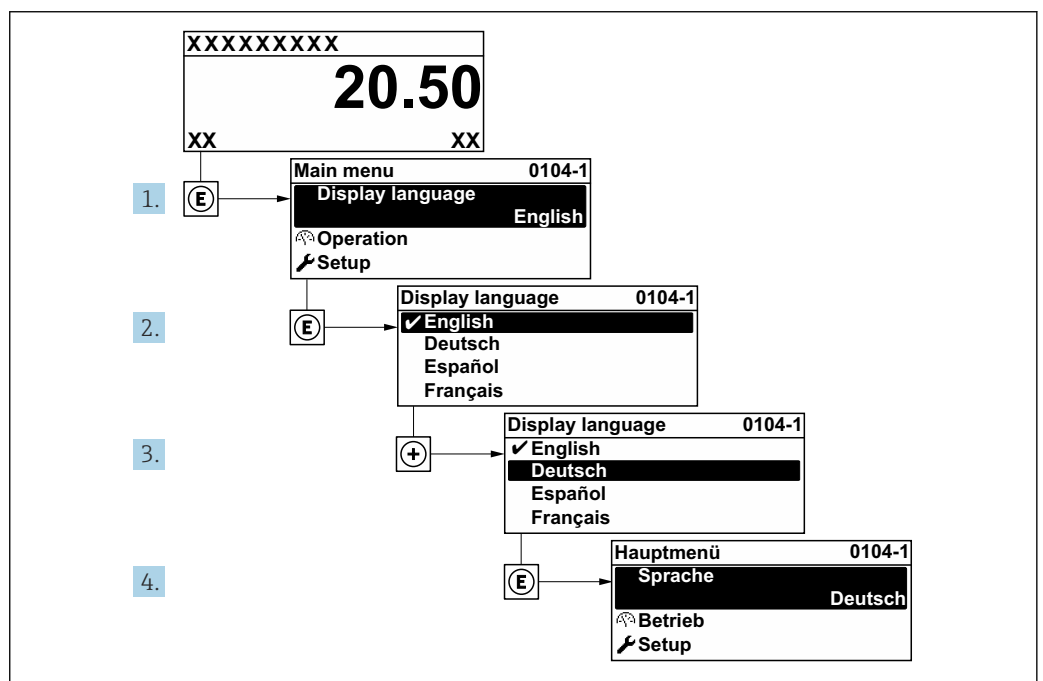 XXXXXXXXX
20.50
XX XX
1. E
Main menu 0104-1
Display language
English
Operation
Setup
2. E
Display language 0104-1
✔English
Deutsch
Español
Français
3. +
Display language 0104-1
✔English
Deutsch
Español
Français
4. E
Hauptmenü 0104-1
Sprache
Deutsch
Betrieb
Setup